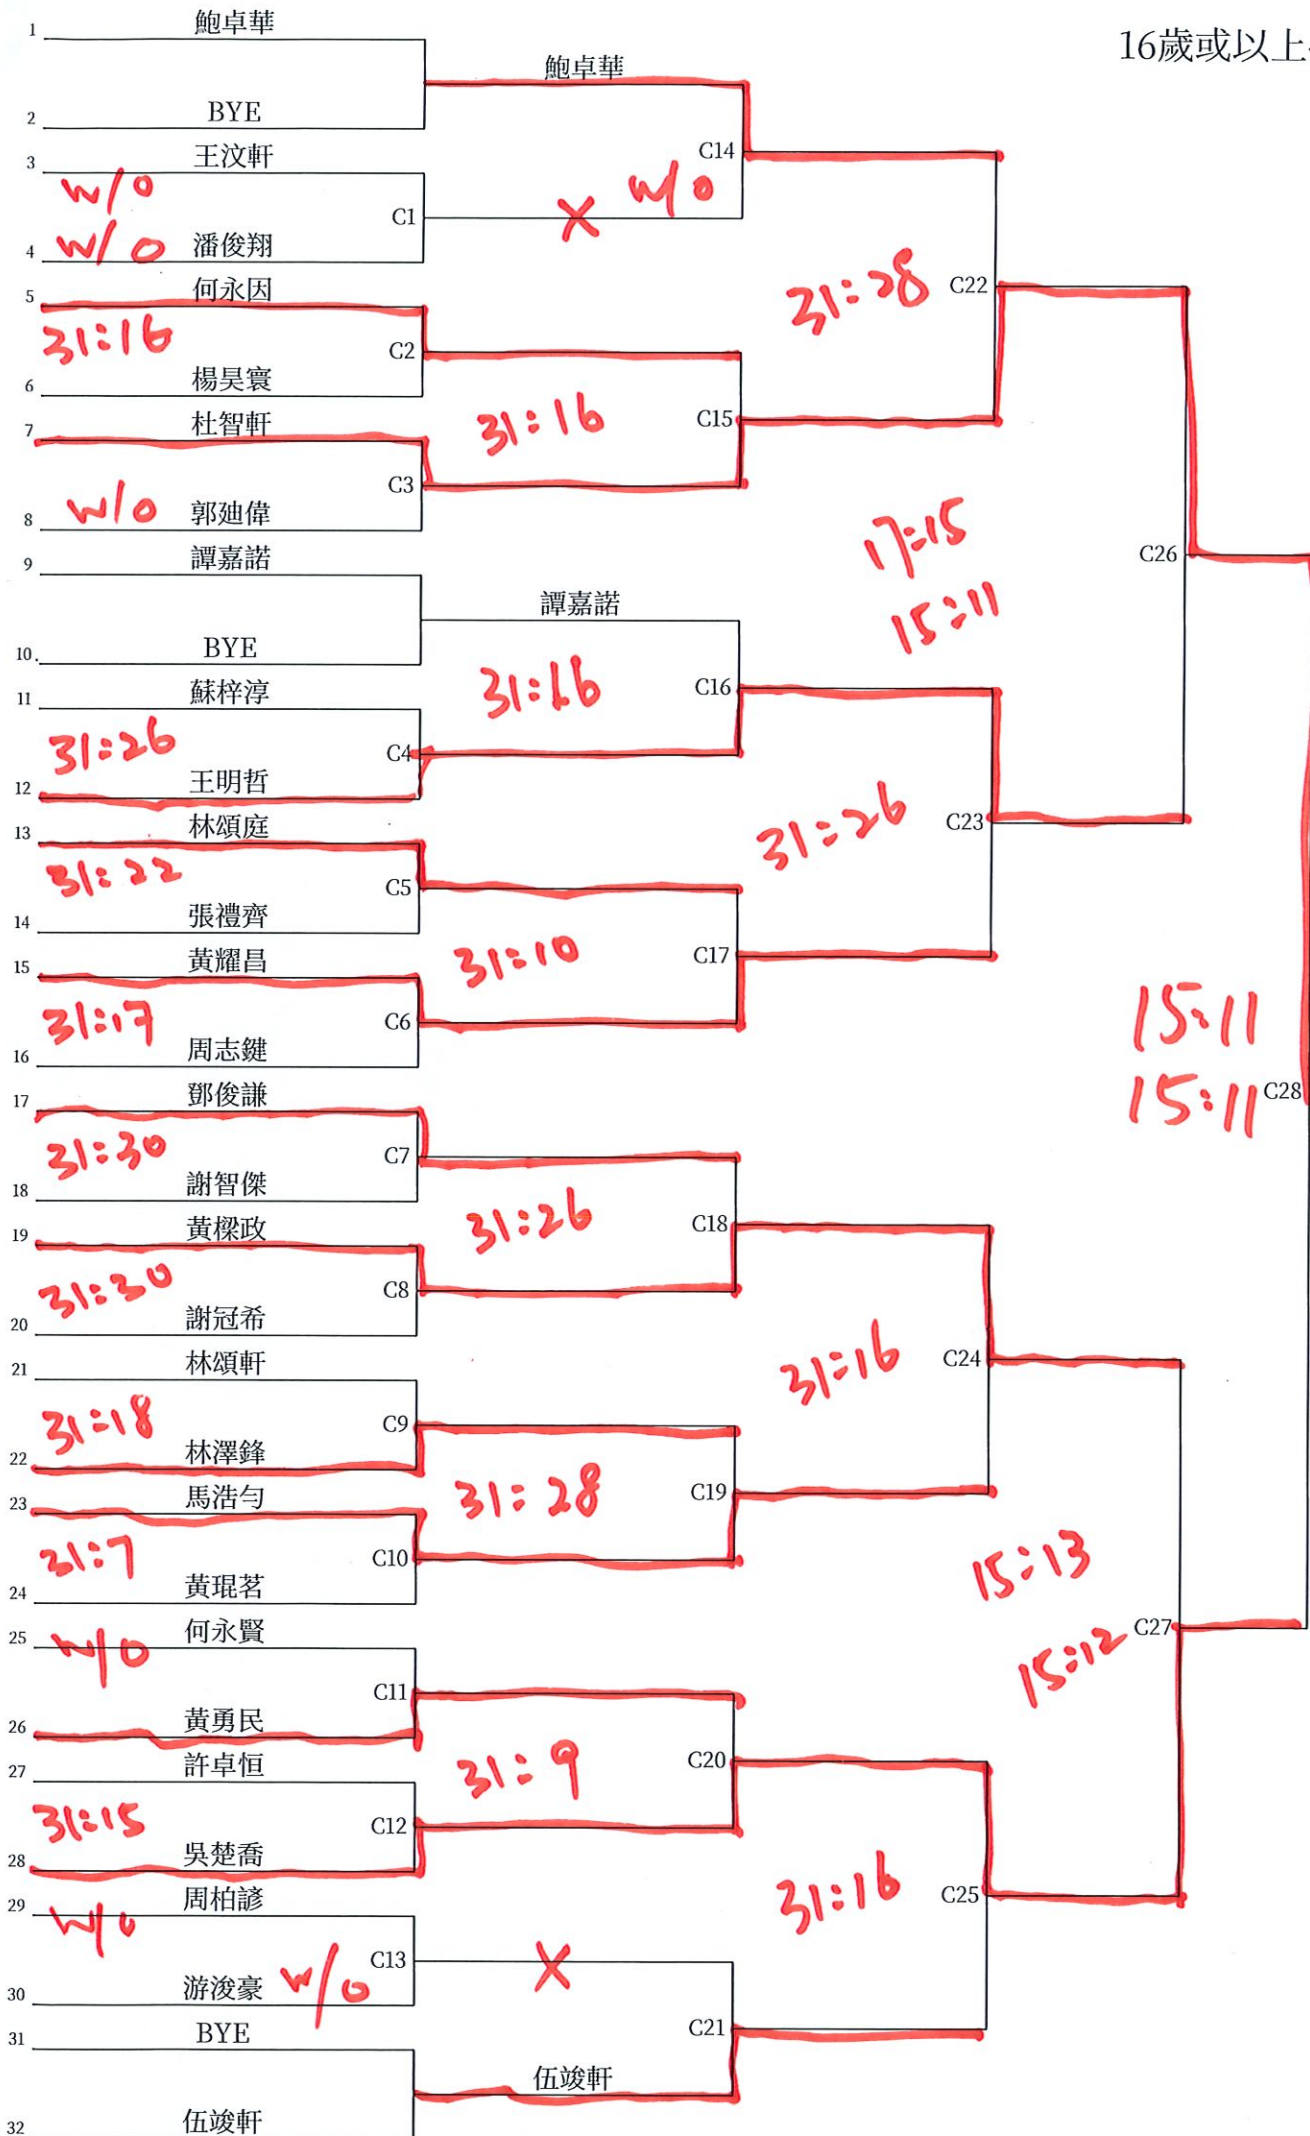 16歲或以上
1 鮑卓華
鮑卓華
2 BYE
C14
3 王汶軒
w/o
C1
X w/o
4 w/o 潘俊翔
5 何永因
31:16
C2
31:28
C22
6 楊昊寰
7 杜智軒
31:16
C15
C3
8 w/o 郭廸偉
9 譚嘉諾
譚嘉諾
17:15
15:11
C26
10. BYE
11 蘇梓淳
31:16
C16
31:26
C4
12 王明哲
13 林頌庭
31:26
C23
31:22
C5
14 張禮齊
15 黃耀昌
31:10
C17
31:17
C6
16 周志鍵
15:11
15:11
C28
17 鄧俊謙
31:30
C7
18 謝智傑
19 黃樑政
31:26
C18
31:30
C8
20 謝冠希
21 林頌軒
31:16
C24
31:18
C9
22 林澤鋒
23 馬浩勻
31:28
C19
31:7
C10
24 黃琨茗
15:13
15:12
C27
25 何永賢
w/o
C11
26 黃勇民
27 許卓恒
31:9
C20
31:15
C12
28 吳楚喬
29 周柏諺
31:16
C25
w/o
C13
X
30 游浚豪 w/o
31 BYE
C21
伍竣軒
32 伍竣軒